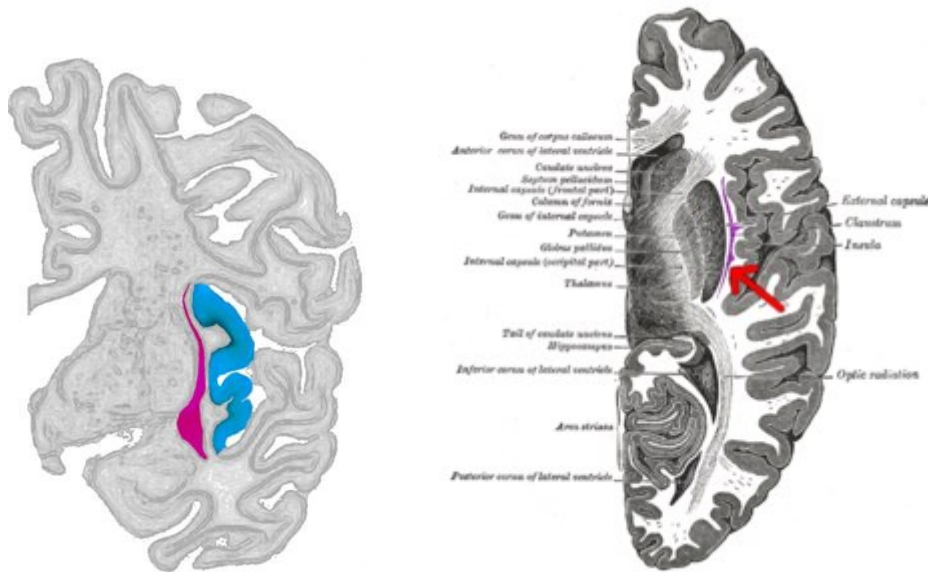 Genu of corpus callosum
Anterior cornu of lateral ventricle
Caudate nucleus
Septum pellucidum
Internal capsule (frontal part)
Column of fornix
Genu of internal capsule
Putamen
Globus pallidus
Internal capsule (occipital part)
Thalamus
Tail of caudate nucleus
Hippocampus
Inferior cornu of lateral ventricle
Area striata
Posterior cornu of lateral ventricle
External capsule
Claustrum
Insula
Optic radiation